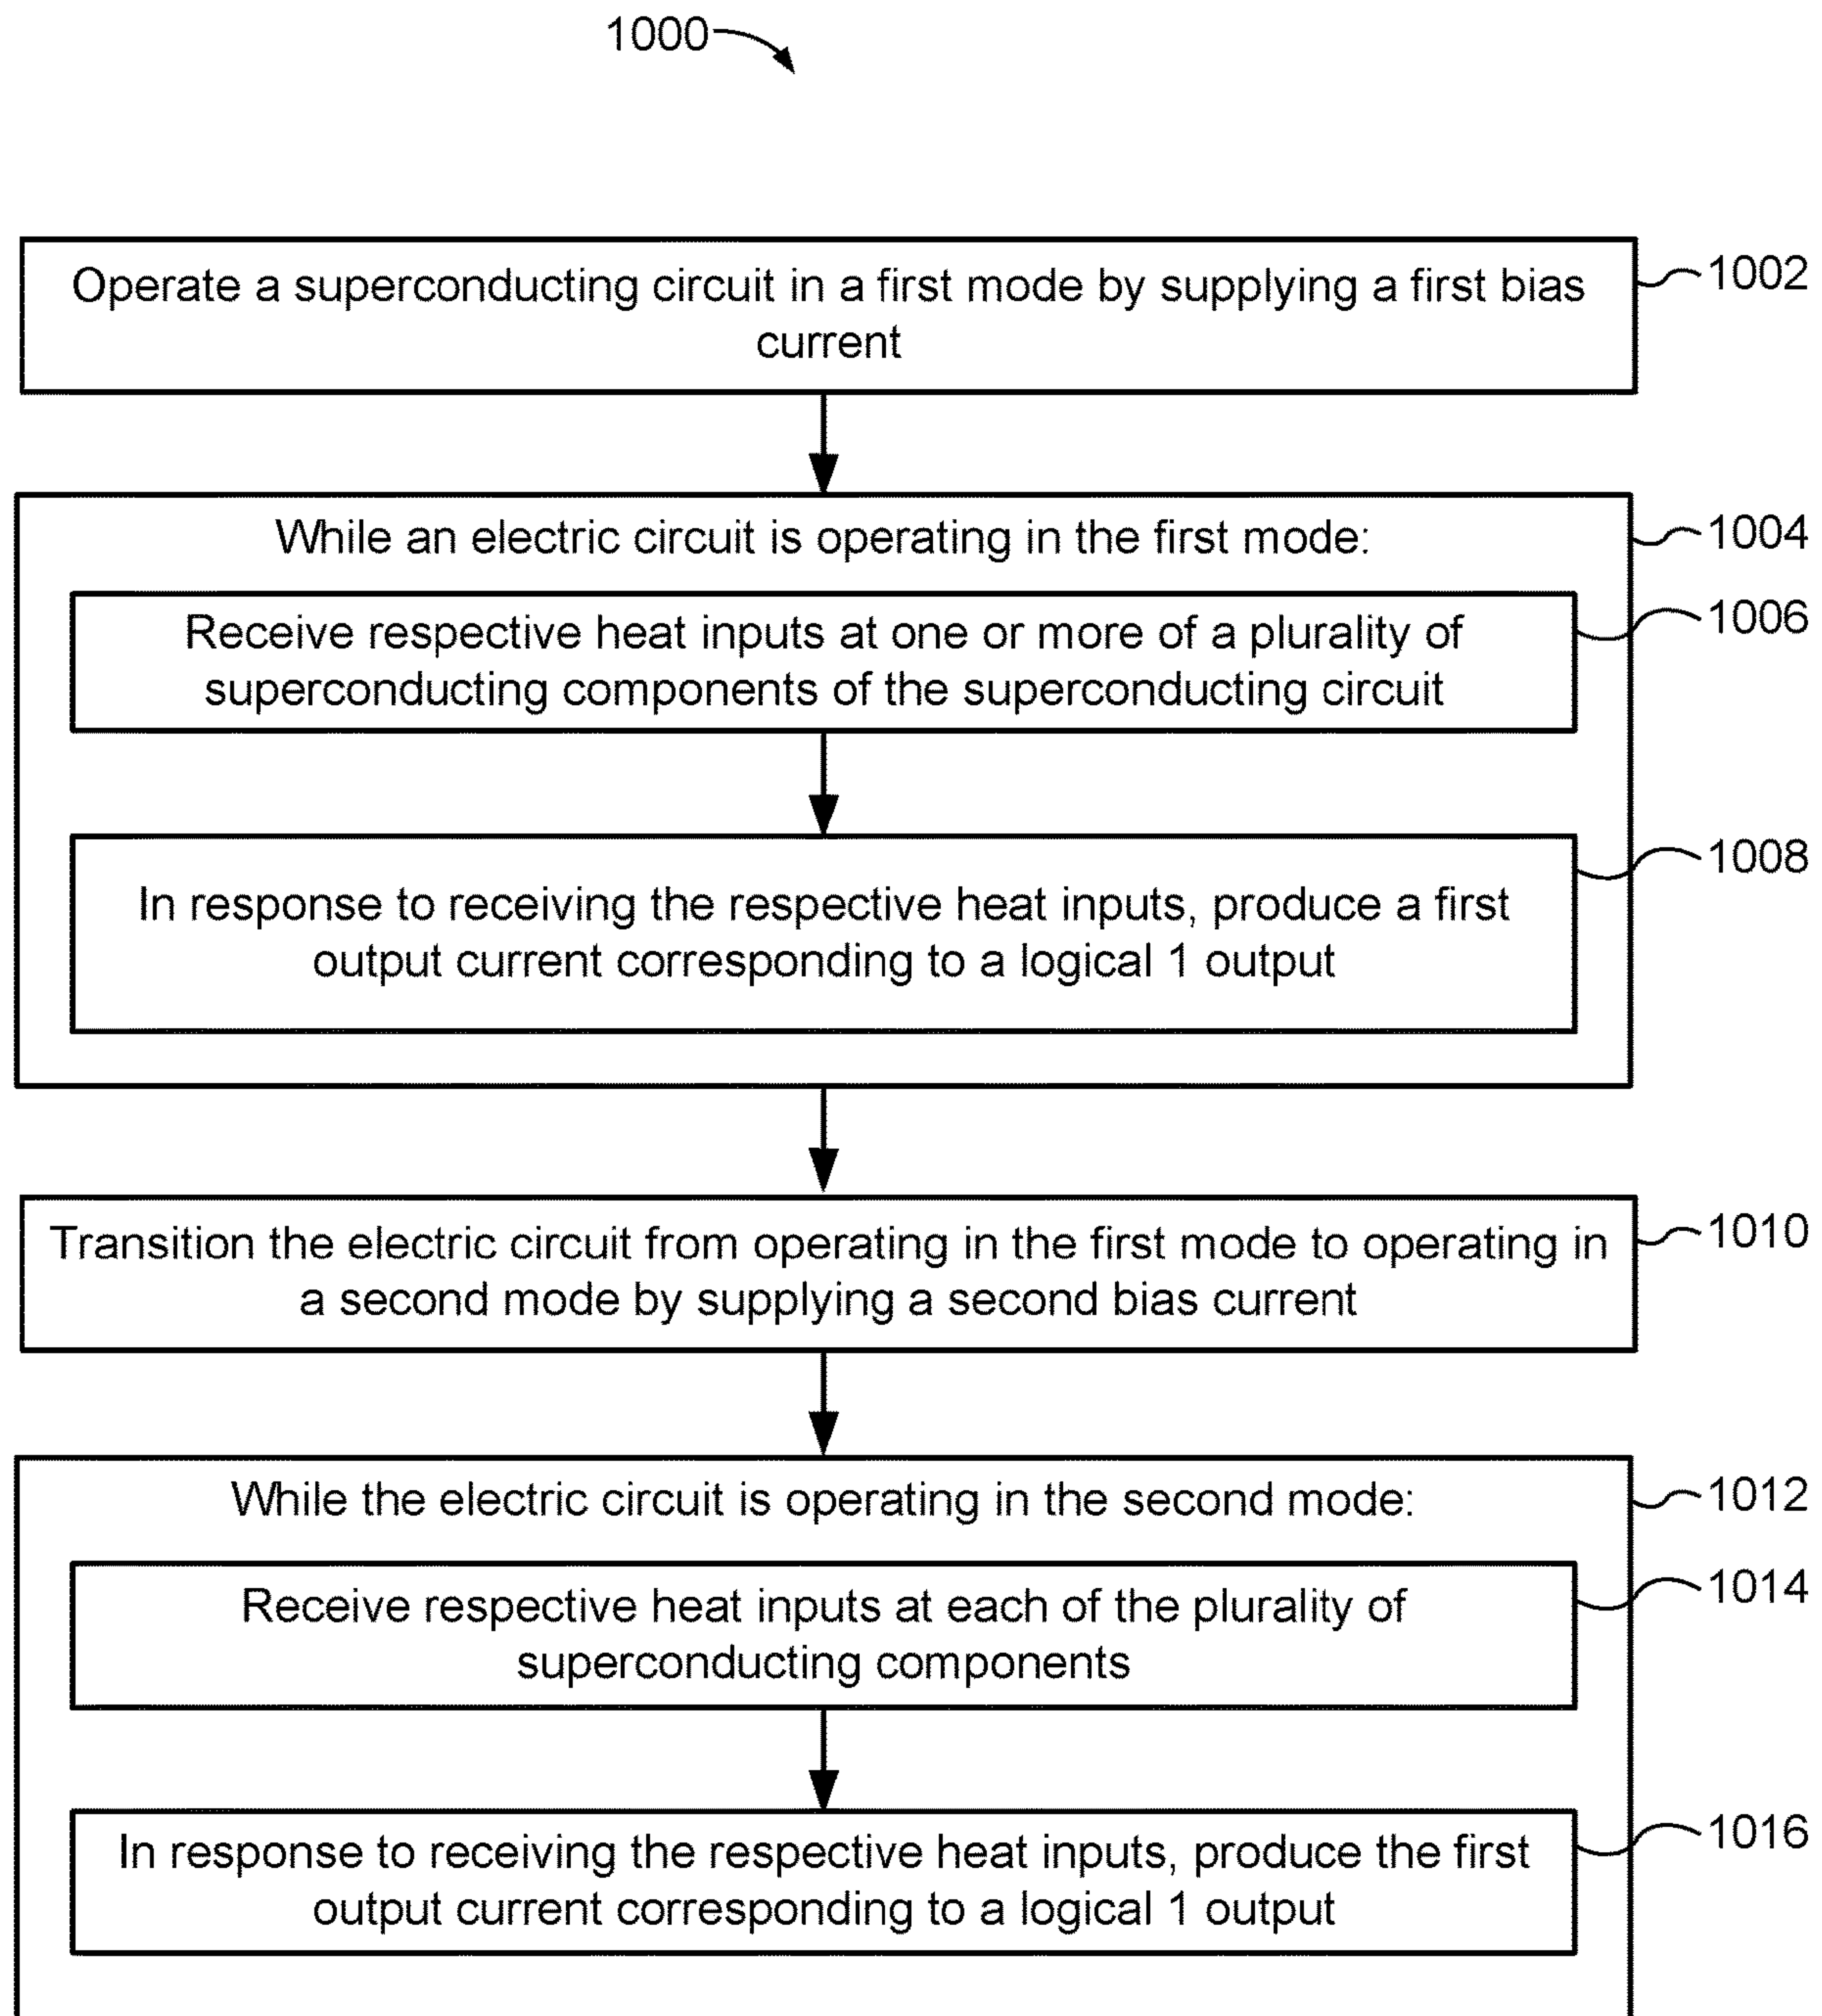 1000
Operate a superconducting circuit in a first mode by supplying a first bias
current
1002
While an electric circuit is operating in the first mode:
1004
Receive respective heat inputs at one or more of a plurality of
superconducting components of the superconducting circuit
1006
In response to receiving the respective heat inputs, produce a first
output current corresponding to a logical 1 output
1008
Transition the electric circuit from operating in the first mode to operating in
a second mode by supplying a second bias current
1010
While the electric circuit is operating in the second mode:
1012
Receive respective heat inputs at each of the plurality of
superconducting components
1014
In response to receiving the respective heat inputs, produce the first
output current corresponding to a logical 1 output
1016